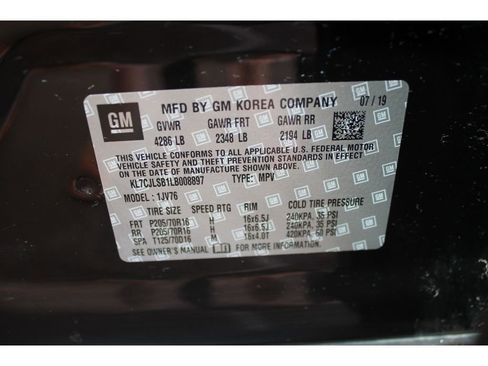 GM
MFD BY GM KOREA COMPANY 07 / 19
GVWR GAWR FRT GAWR RR
4286 LB 2348 LB 2194 LB
THIS VEHICLE CONFORMS TO ALL APPLICABLE U.S. FEDERAL MOTOR
VEHICLE SAFETY AND THEFT PREVENTION STANDARDS IN EFFECT
ON THE DATE OF MANUFACTURE SHOWN ABOVE.
KL7CJLSB1LB008897 TYPE: MPV
MODEL : 1JV76
TIRE SIZE SPEED RTG RIM COLD TIRE PRESSURE
FRT P205/70R16 H 16x6.5J 240KPA, 35 PSI
RR P205/70R16 H 16x6.5J 240KPA, 35 PSI
SPA T125/70D16 M 16x4.0T 420KPA, 60 PSI
SEE OWNER'S MANUAL